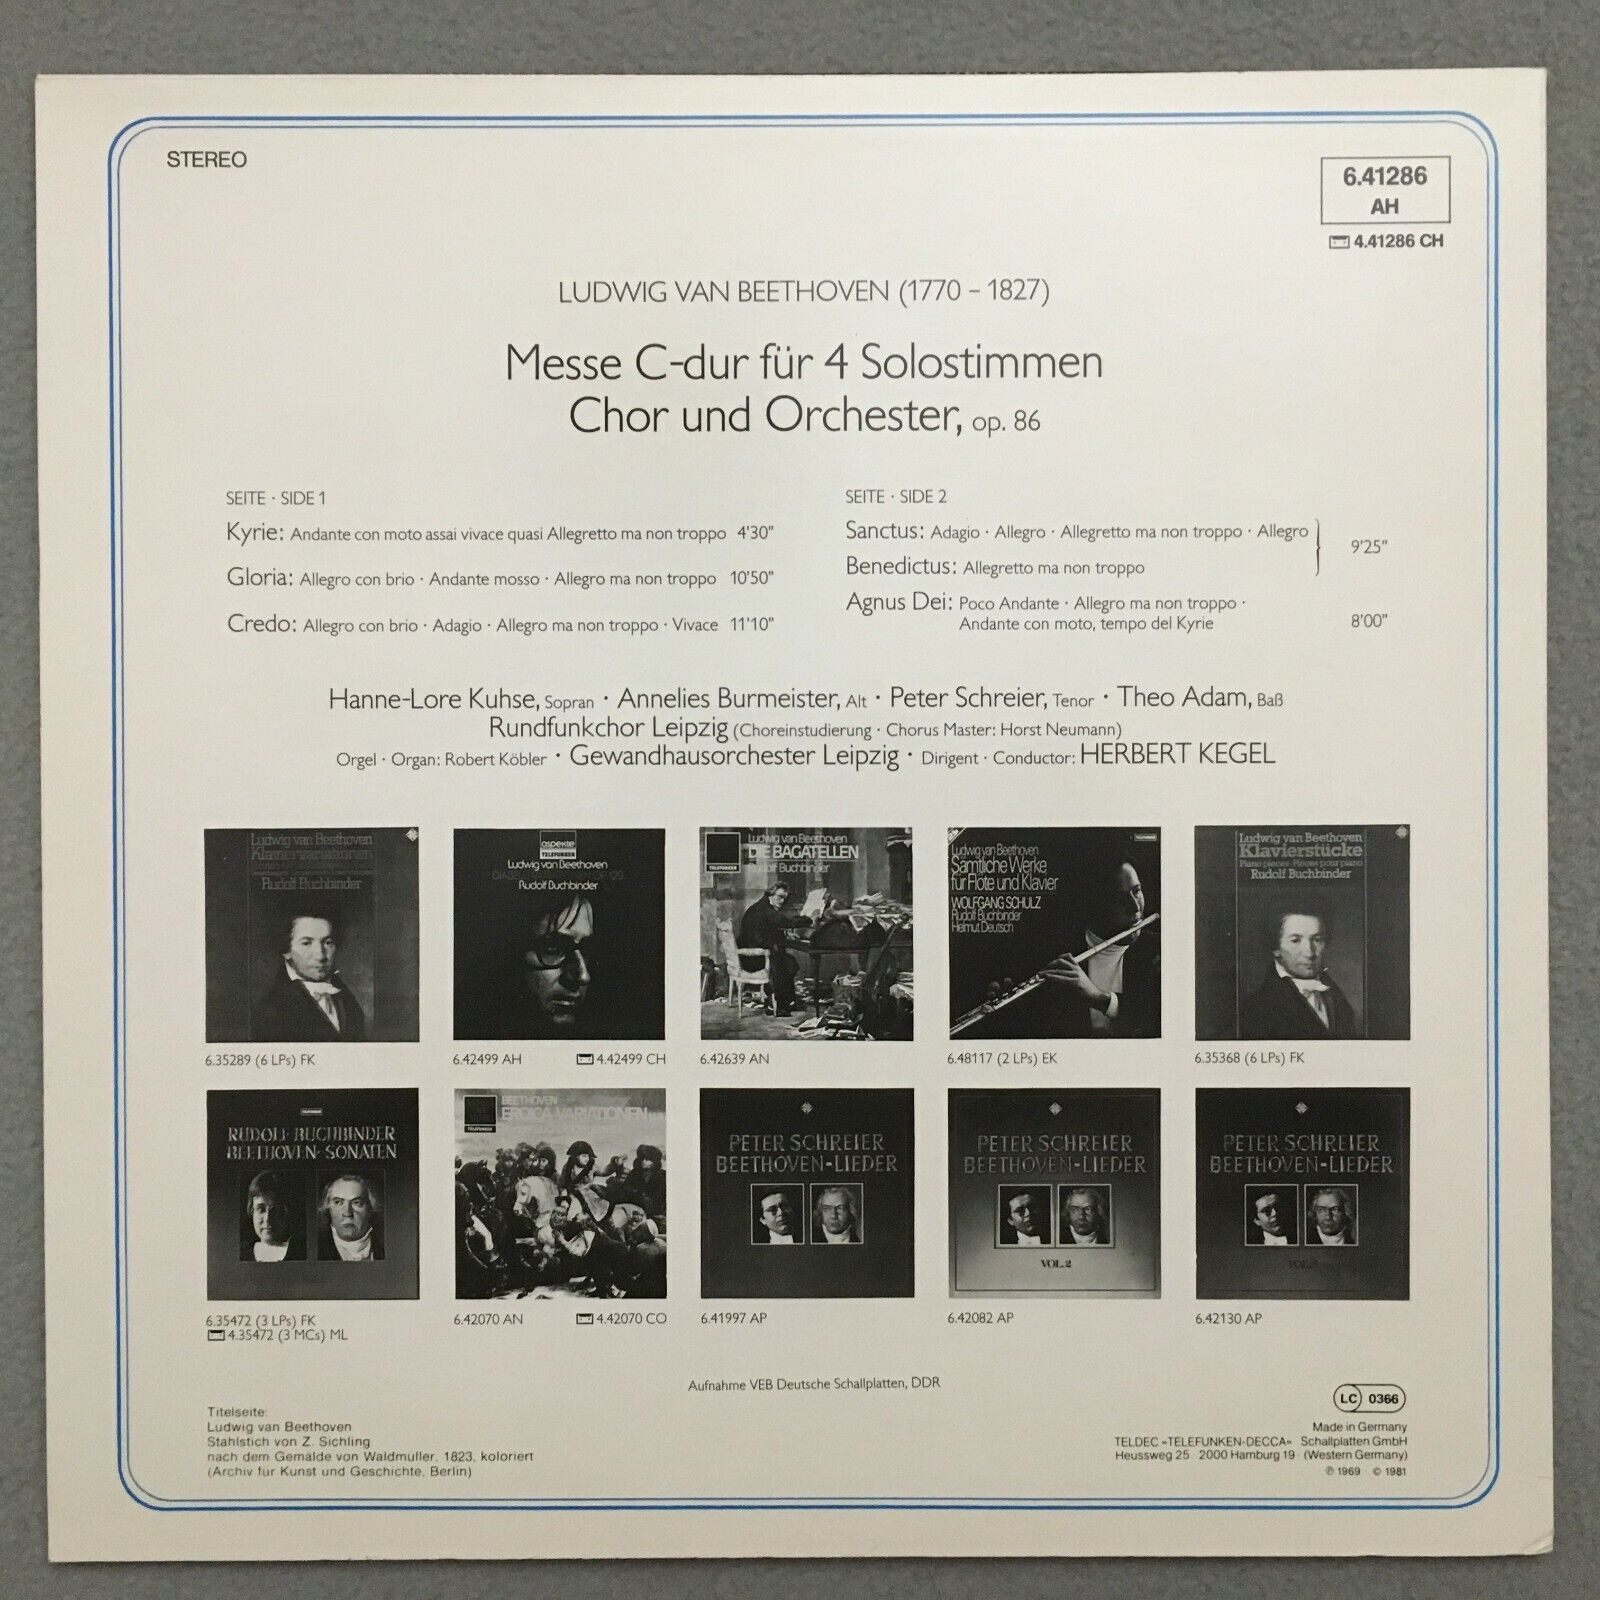 STEREO
6.41286
AH
4.41286 CH
LUDWIG VAN BEETHOVEN (1770 – 1827)
Messe C-dur für 4 Solostimmen
Chor und Orchester, op. 86
SEITE · SIDE 1
Kyrie: Andante con moto assai vivace quasi Allegretto ma non troppo 4'30"
Gloria: Allegro con brio · Andante mosso · Allegro ma non troppo 10'50"
Credo: Allegro con brio · Adagio · Allegro ma non troppo · Vivace 11'10"
SEITE · SIDE 2
Sanctus: Adagio · Allegro · Allegretto ma non troppo · Allegro
Benedictus: Allegretto ma non troppo
9'25"
Agnus Dei: Poco Andante · Allegro ma non troppo ·
Andante con moto, tempo del Kyrie 8'00"
Hanne-Lore Kuhse, Sopran · Annelies Burmeister, Alt · Peter Schreier, Tenor · Theo Adam, Baß
Rundfunkchor Leipzig (Choreinstudierung · Chorus Master: Horst Neumann)
Orgel · Organ: Robert Köbler · Gewandhausorchester Leipzig · Dirigent · Conductor: HERBERT KEGEL
Ludwig van Beethoven
Klaviervariationen
Rudolf Buchbinder
6.35289 (6 LPs) FK
aspekte
TELEFUNKEN
Ludwig van Beethoven
Rudolf Buchbinder
6.42499 AH
4.42499 CH
TELEFUNKEN
Ludwig van Beethoven
DIE BAGATELLEN
Rudolf Buchbinder
6.42639 AN
TELEFUNKEN
Ludwig van Beethoven
Sämtliche Werke
für Flöte und Klavier
WOLFGANG SCHULZ
Rudolf Buchbinder
Helmut Deutsch
6.48117 (2 LPs) EK
Ludwig van Beethoven
Klavierstücke
Piano pieces · Pièces pour piano
Rudolf Buchbinder
6.35368 (6 LPs) FK
TELEFUNKEN
RUDOLF BUCHBINDER
BEETHOVEN-SONATEN
6.35472 (3 LPs) FK
4.35472 (3 MCs) ML
TELEFUNKEN
BEETHOVEN
EROICA-VARIATIONEN
6.42070 AN
4.42070 CO
PETER SCHREIER
BEETHOVEN-LIEDER
6.41997 AP
PETER SCHREIER
BEETHOVEN-LIEDER
VOL.2
6.42082 AP
PETER SCHREIER
BEETHOVEN-LIEDER
6.42130 AP
Aufnahme VEB Deutsche Schallplatten, DDR
Titelseite:
Ludwig van Beethoven
Stahlstich von Z. Sichling
nach dem Gemälde von Waldmüller, 1823, koloriert
(Archiv für Kunst und Geschichte, Berlin)
LC 0366
Made in Germany
TELDEC »TELEFUNKEN-DECCA« Schallplatten GmbH
Heussweg 25 · 2000 Hamburg 19 · (Western Germany)
℗ 1969 · © 1981